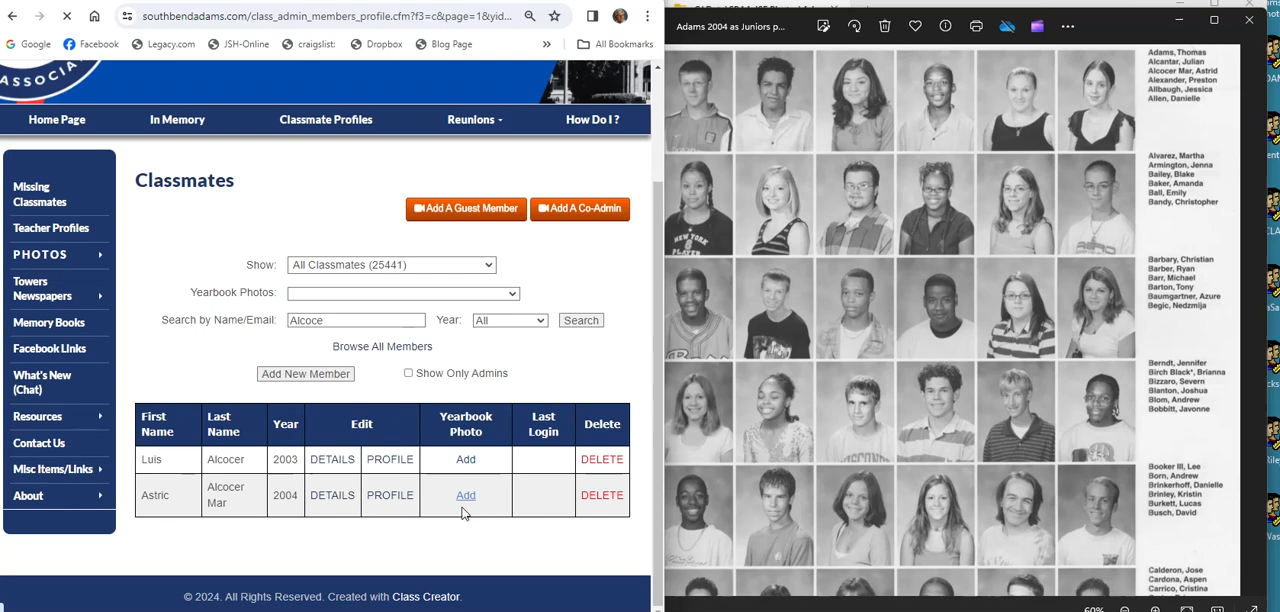 southbendadams.com/class_admin_members_profile.cfm?f3=c&page=1&yid...
Google
Facebook
Legacy.com
JSH-Online
craigslist:
Dropbox
Blog Page
»
All Bookmarks
ASSOCIA
Home Page
In Memory
Classmate Profiles
Reunions
How Do I ?
Missing
Classmates
Teacher Profiles
PHOTOS
Towers
Newspapers
Memory Books
Facebook Links
What's New
(Chat)
Resources
Contact Us
Misc Items/Links
About
Classmates
Add A Guest Member
Add A Co-Admin
Show: All Classmates (25441)
Yearbook Photos:
Search by Name/Email: Alcoce Year: All Search
Browse All Members
Add New Member Show Only Admins
First Name Last Name Year Edit Yearbook Photo Last Login Delete
Luis Alcocer 2003 DETAILS PROFILE Add DELETE
Astric Alcocer Mar 2004 DETAILS PROFILE Add DELETE
© 2024. All Rights Reserved. Created with Class Creator.
Adams 2004 as Juniors p...
Adams, Thomas
Alcantar, Julian
Alcocer Mar, Astrid
Alexander, Preston
Allbaugh, Jessica
Allen, Danielle
Alvarez, Martha
Armington, Jenna
Bailey, Blake
Baker, Amanda
Ball, Emily
Bandy, Christopher
Barbary, Christian
Barber, Ryan
Barr, Michael
Barton, Tony
Baumgartner, Azure
Begic, Nedzmija
Berndt, Jennifer
Birch Black*, Brianna
Bizzaro, Severn
Blanton, Joshua
Blom, Andrew
Bobbitt, Javonne
Booker III, Lee
Born, Andrew
Brinkerhoff, Danielle
Brinley, Kristin
Burkett, Lucas
Busch, David
Calderon, Jose
Cardona, Aspen
Carrico, Cristina
NEW YORK
PLAYER
60%